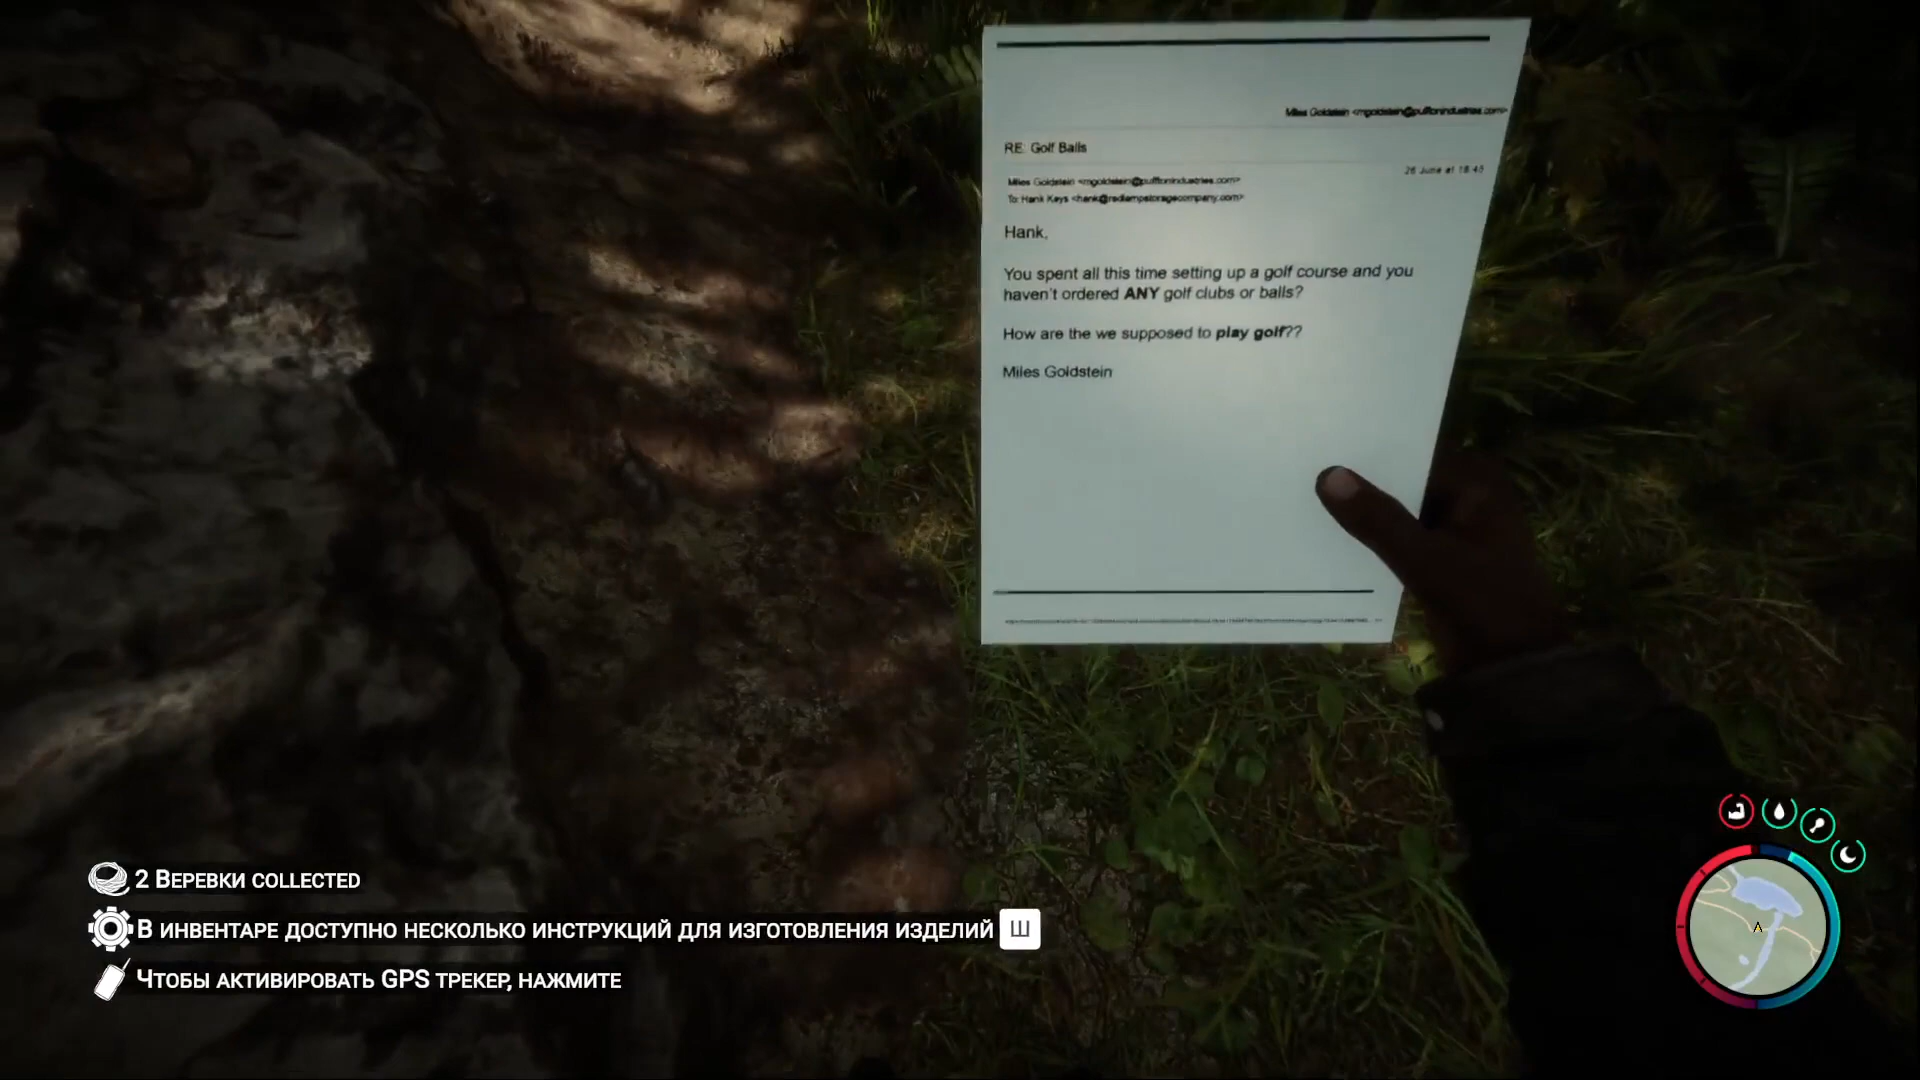 Miles Goldstein <mgoldstein@puffionindustries.com>
RE: Golf Balls
Miles Goldstein <mgoldstein@puffionindustries.com>
26 June at 18:45
To: Hank Keys <hank@redlampstoragecompany.com>
Hank,
You spent all this time setting up a golf course and you
haven't ordered ANY golf clubs or balls?
How are the we supposed to play golf??
Miles Goldstein
2 Веревки collected
В инвентаре доступно несколько инструкций для изготовления изделий Ш
Чтобы активировать GPS трекер, нажмите